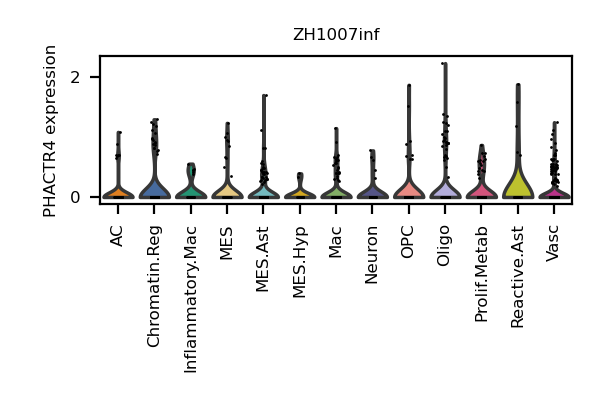 ZH1007inf
PHACTR4 expression
2
0
AC
Chromatin.Reg
Inflammatory.Mac
MES
MES.Ast
MES.Hyp
Mac
Neuron
OPC
Oligo
Prolif.Metab
Reactive.Ast
Vasc